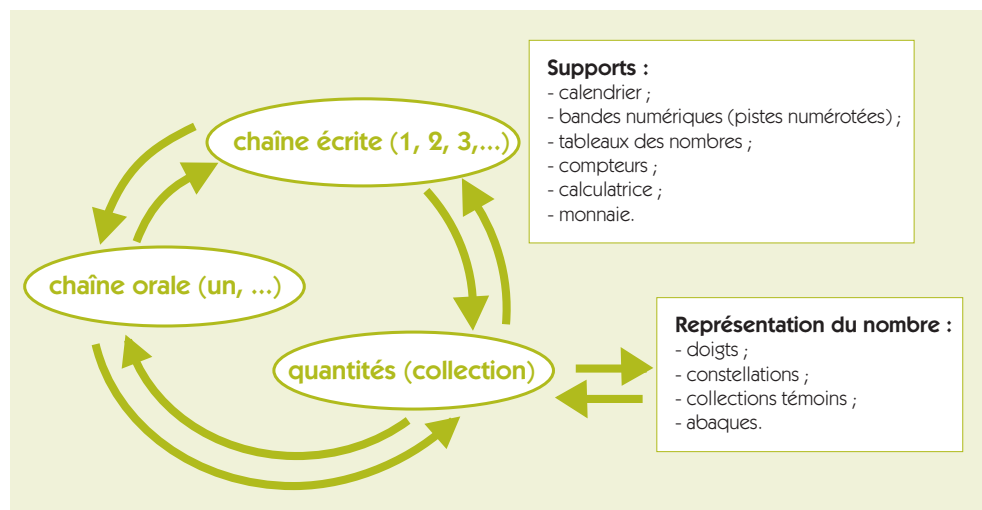 Supports :
- calendrier ;
- bandes numériques (pistes numérotées) ;
- tableaux des nombres ;
- compteurs ;
- calculatrice ;
- monnaie.
chaîne écrite (1, 2, 3,...)
chaîne orale (un, ...)
quantités (collection)
Représentation du nombre :
- doigts ;
- constellations ;
- collections témoins ;
- abaques.